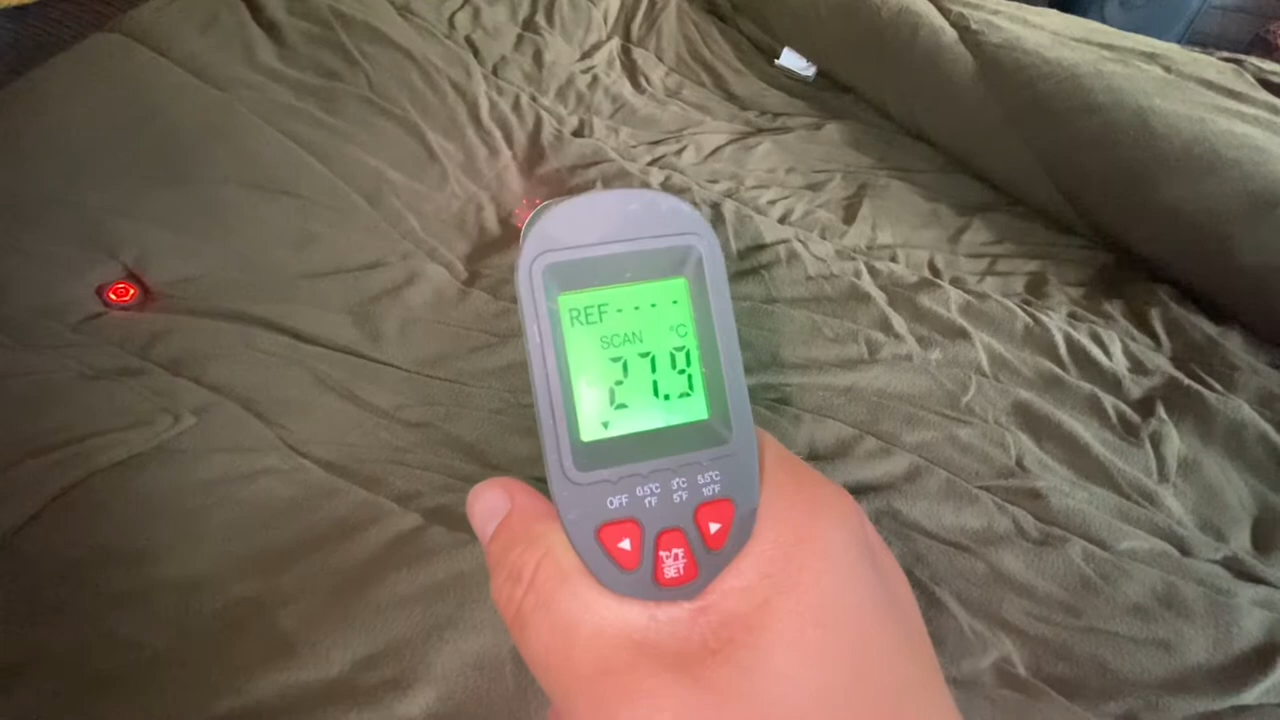 REF----
SCAN °C
27.9
OFF 0.5°C 3°C 5.5°C
1°F 5°F 10°F
°C/°F
SET